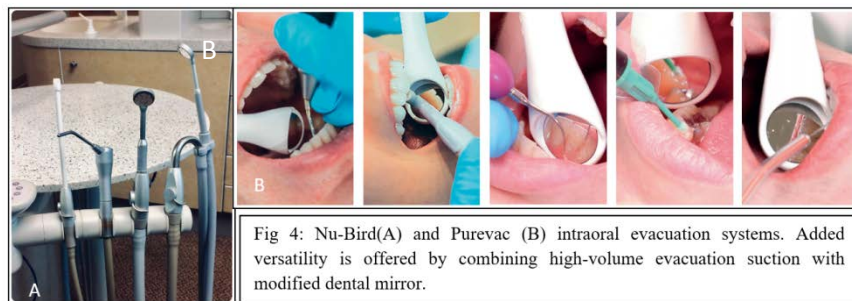 B
A
B
Fig 4: Nu-Bird(A) and Purevac (B) intraoral evacuation systems. Added
versatility is offered by combining high-volume evacuation suction with
modified dental mirror.